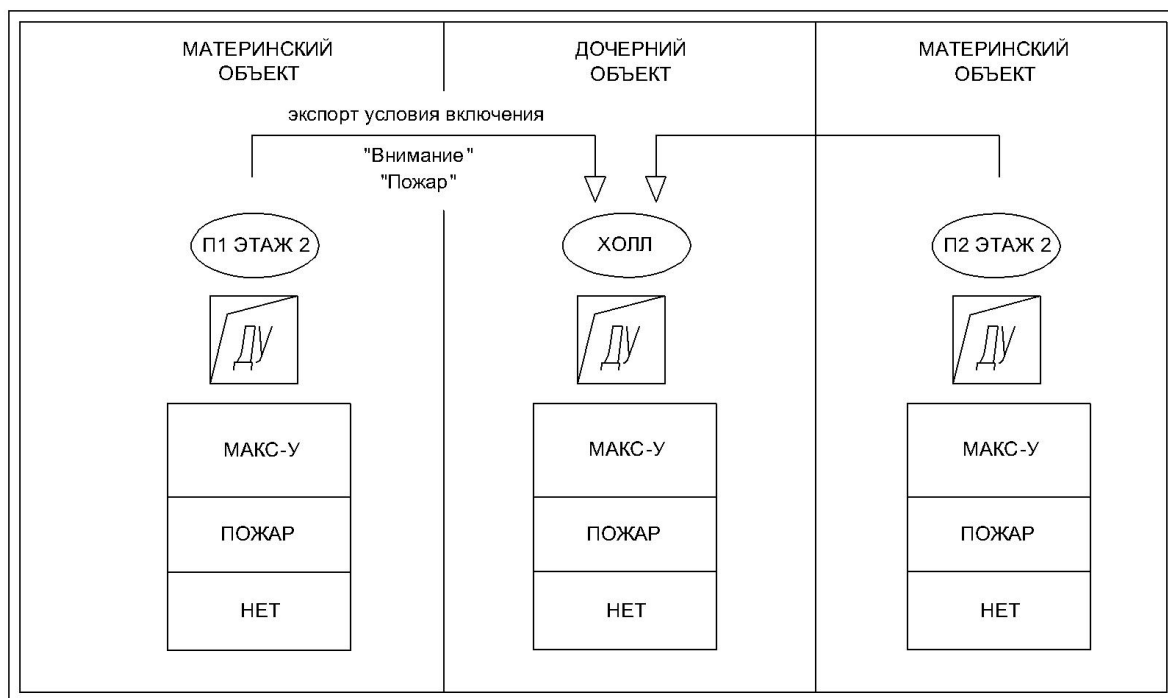 МАТЕРИНСКИЙ
ОБЪЕКТ
ДОЧЕРНИЙ
ОБЪЕКТ
МАТЕРИНСКИЙ
ОБЪЕКТ
экспорт условия включения
"Внимание"
"Пожар"
П1 ЭТАЖ 2
ХОЛЛ
П2 ЭТАЖ 2
ДУ
ДУ
ДУ
МАКС-У
МАКС-У
МАКС-У
ПОЖАР
ПОЖАР
ПОЖАР
НЕТ
НЕТ
НЕТ